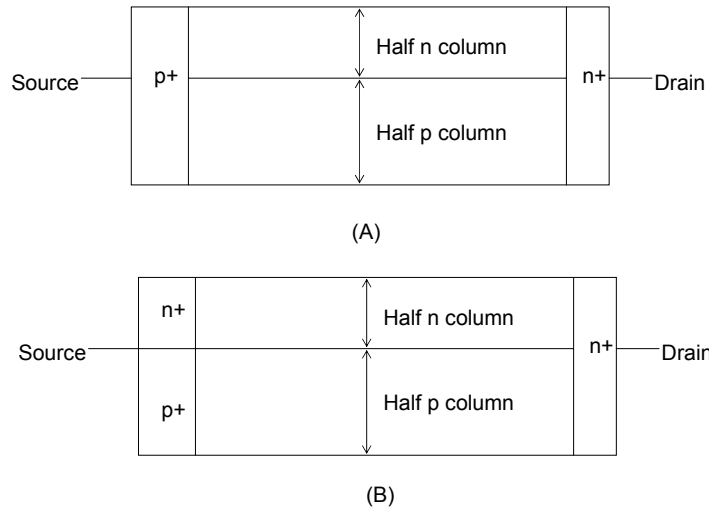 Half n column
Source p+ n+ Drain
Half p column
(A)
n+
Half n column
Source n+ Drain
p+ Half p column
(B)